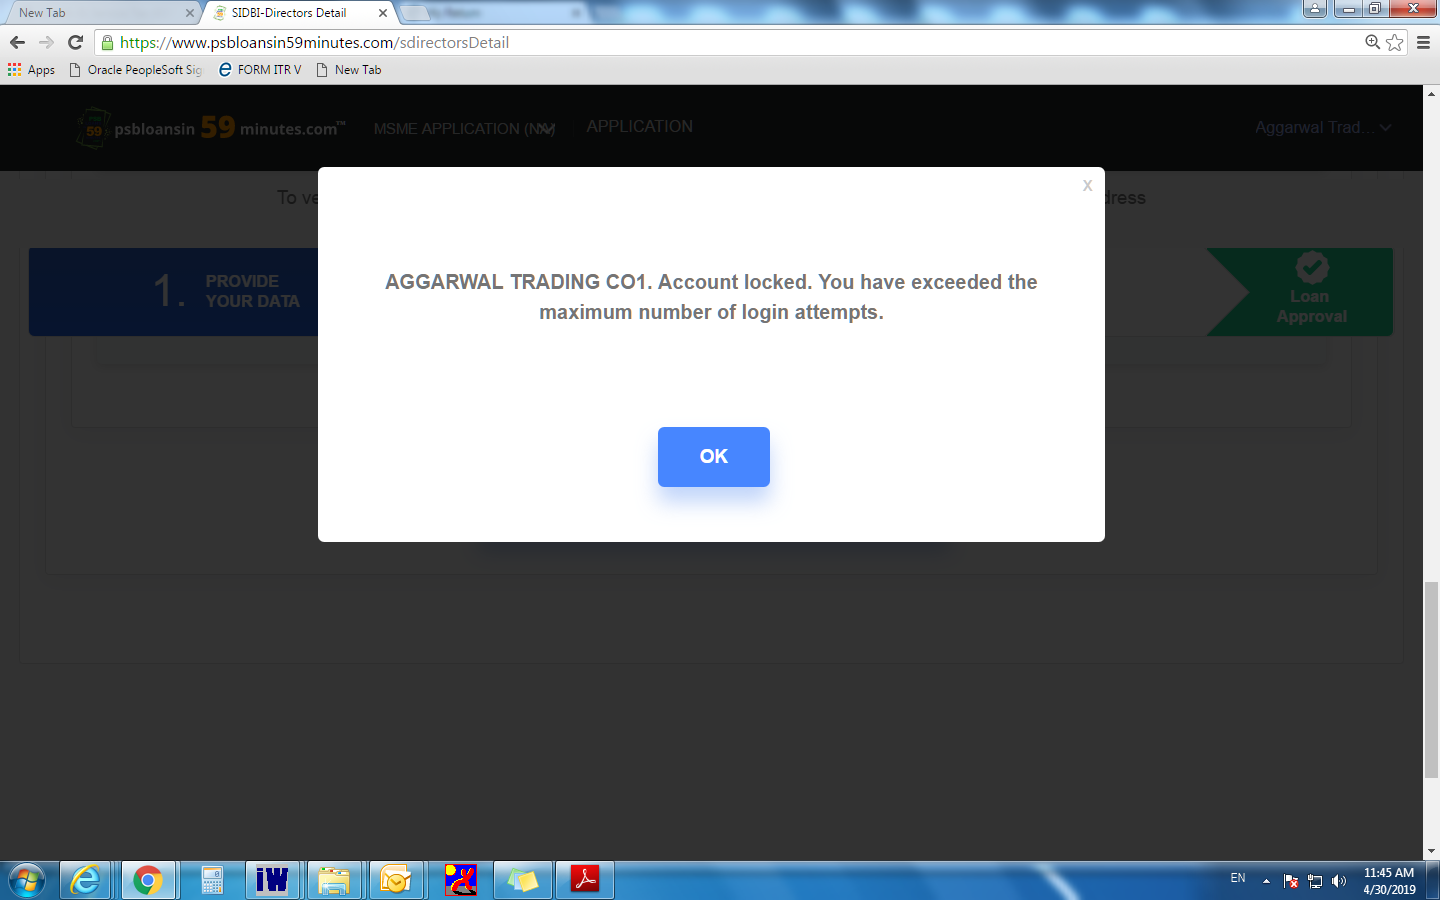 New Tab
SIDBI-Directors Detail
Return
https://www.psbloansin59minutes.com/sdirectorsDetail
Apps
Oracle PeopleSoft Sig
FORM ITR V
New Tab
59
psbloansin 59 minutes.com™
MSME APPLICATION
APPLICATION
Aggarwal Trad...
To ve
dress
X
AGGARWAL TRADING CO1. Account locked. You have exceeded the
maximum number of login attempts.
OK
1.
PROVIDE
YOUR DATA
Loan
Approval
iW
EN
11:45 AM
4/30/2019